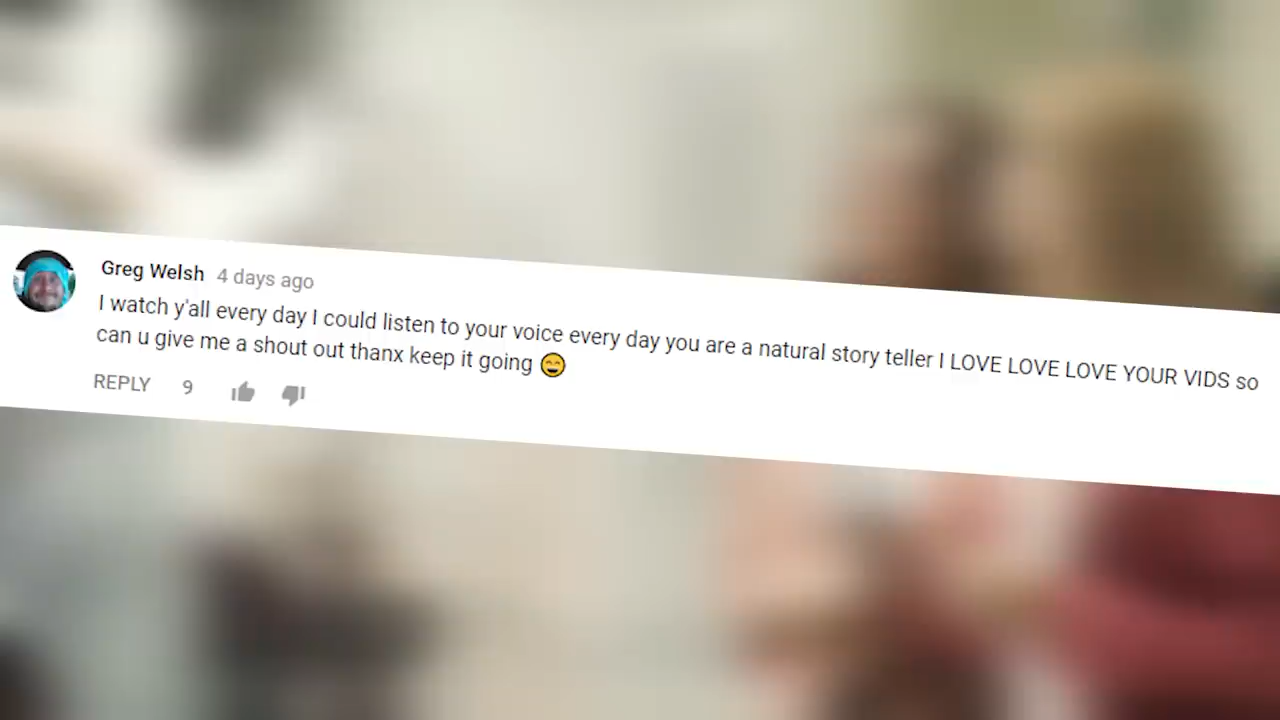 Greg Welsh 4 days ago
I watch y'all every day I could listen to your voice every day you are a natural story teller I LOVE LOVE LOVE YOUR VIDS so
can u give me a shout out thanx keep it going 😄
REPLY 9